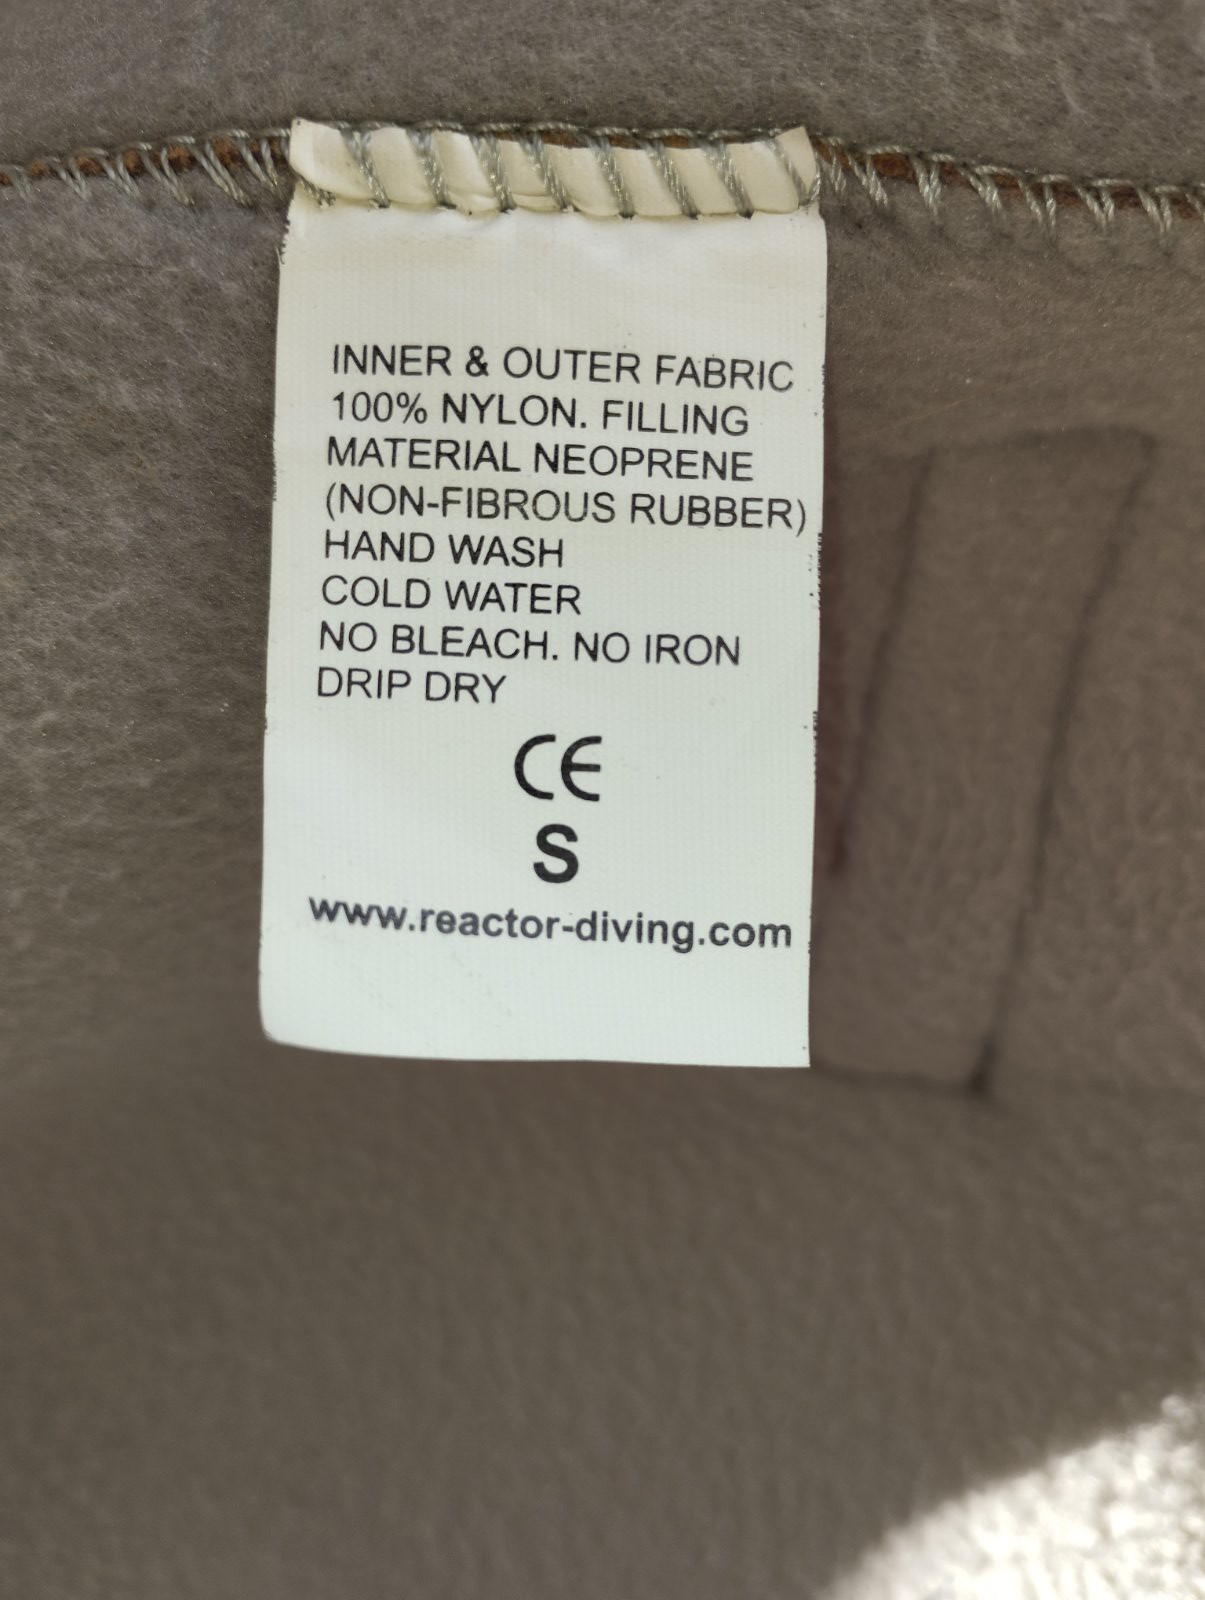 INNER & OUTER FABRIC
100% NYLON. FILLING
MATERIAL NEOPRENE
(NON-FIBROUS RUBBER)
HAND WASH
COLD WATER
NO BLEACH. NO IRON
DRIP DRY
CE
S
www.reactor-diving.com